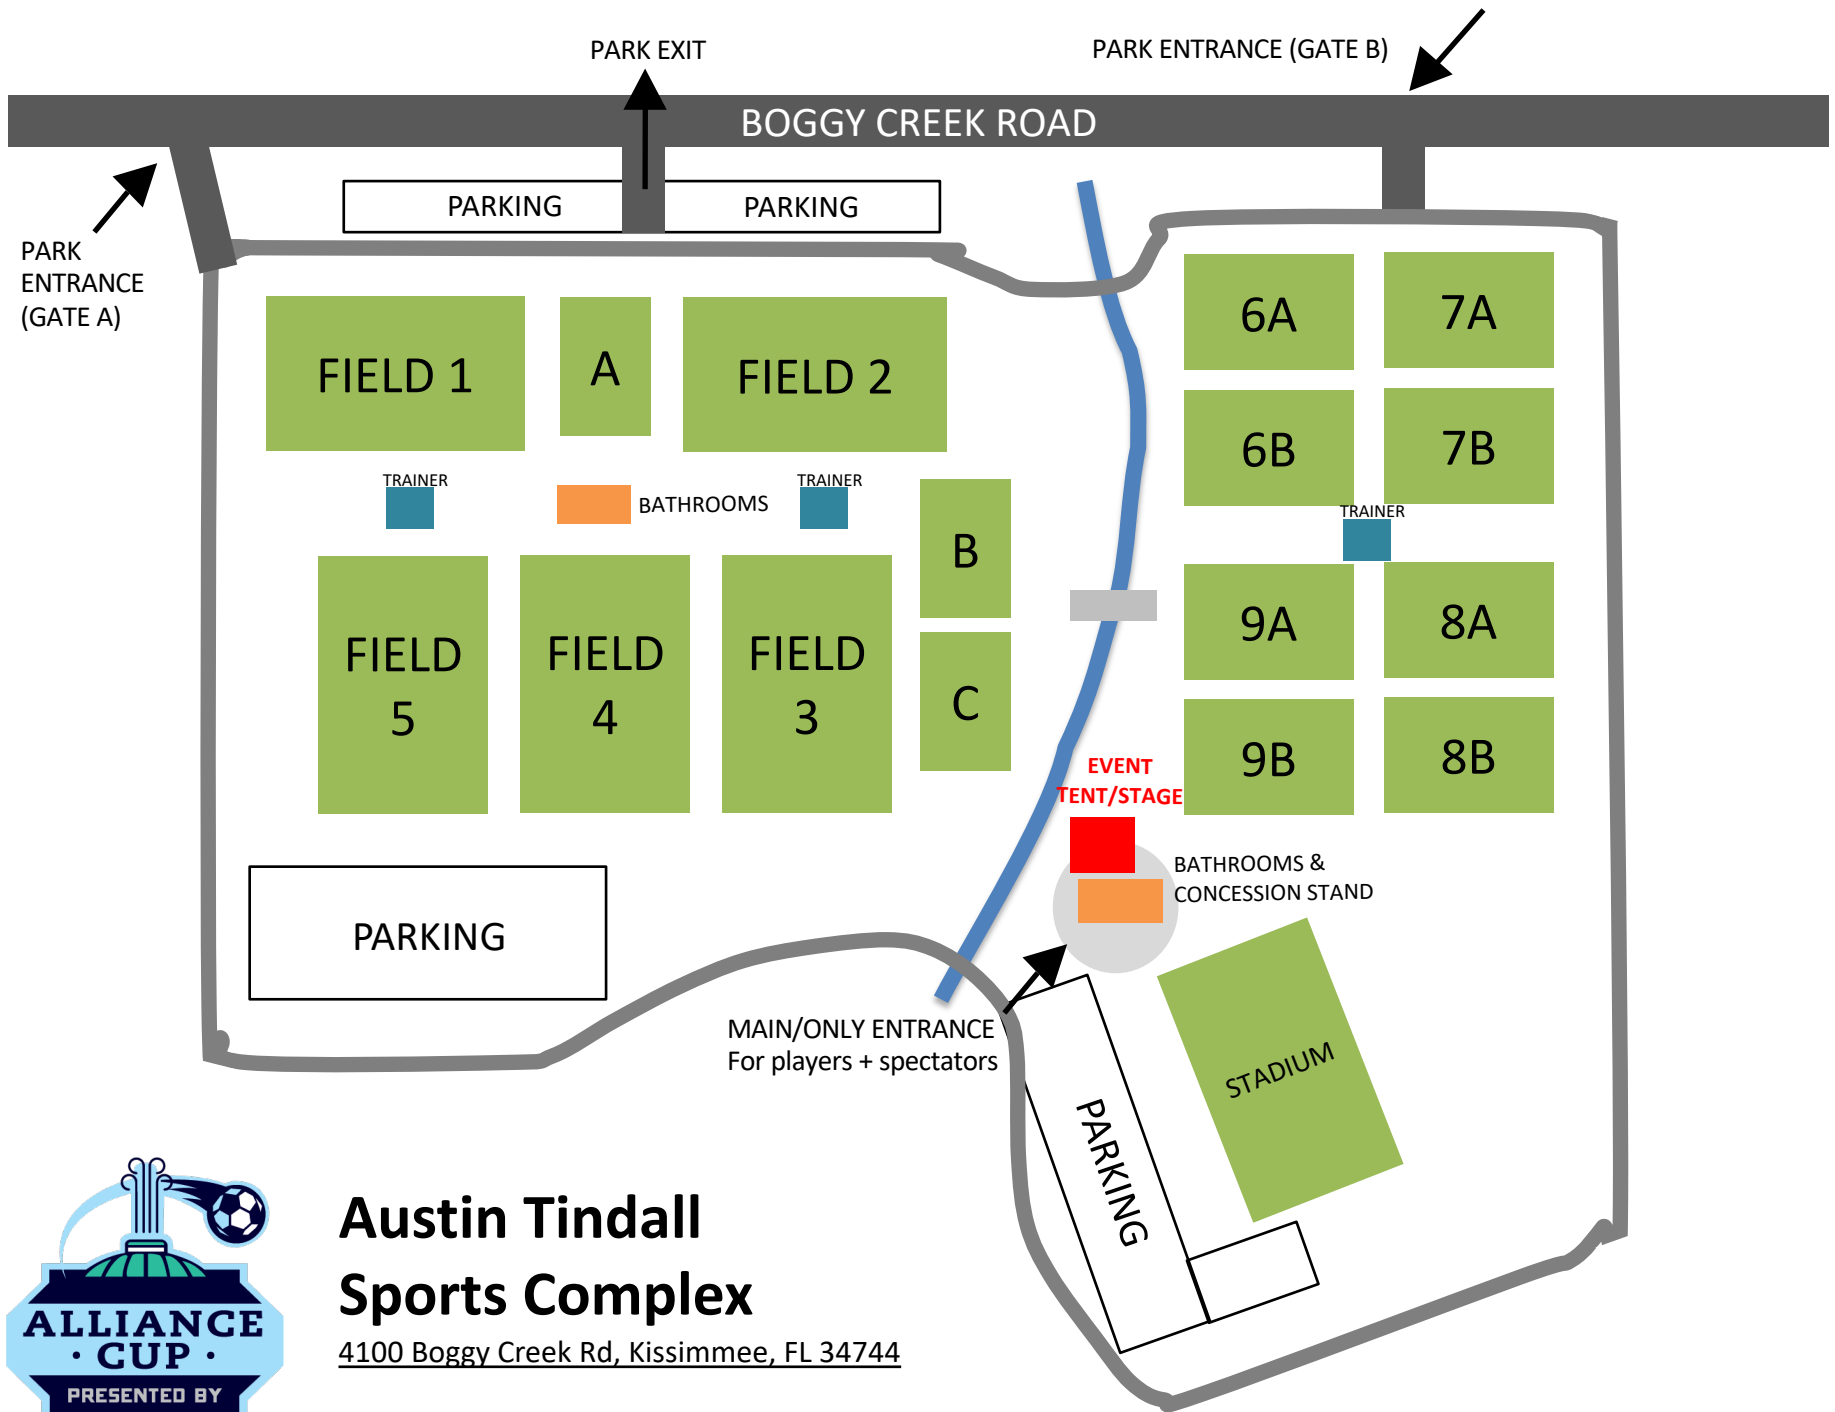 PARK EXIT
PARK ENTRANCE (GATE B)
BOGGY CREEK ROAD
PARKING
PARKING
PARK
ENTRANCE
(GATE A)
FIELD 1
A
FIELD 2
6A
7A
6B
7B
TRAINER
BATHROOMS
TRAINER
TRAINER
B
FIELD
5
FIELD
4
FIELD
3
C
9A
8A
9B
8B
EVENT
TENT/STAGE
BATHROOMS &
CONCESSION STAND
PARKING
MAIN/ONLY ENTRANCE
For players + spectators
STADIUM
PARKING
Austin Tindall
Sports Complex
4100 Boggy Creek Rd, Kissimmee, FL 34744
ALLIANCE
· CUP ·
PRESENTED BY